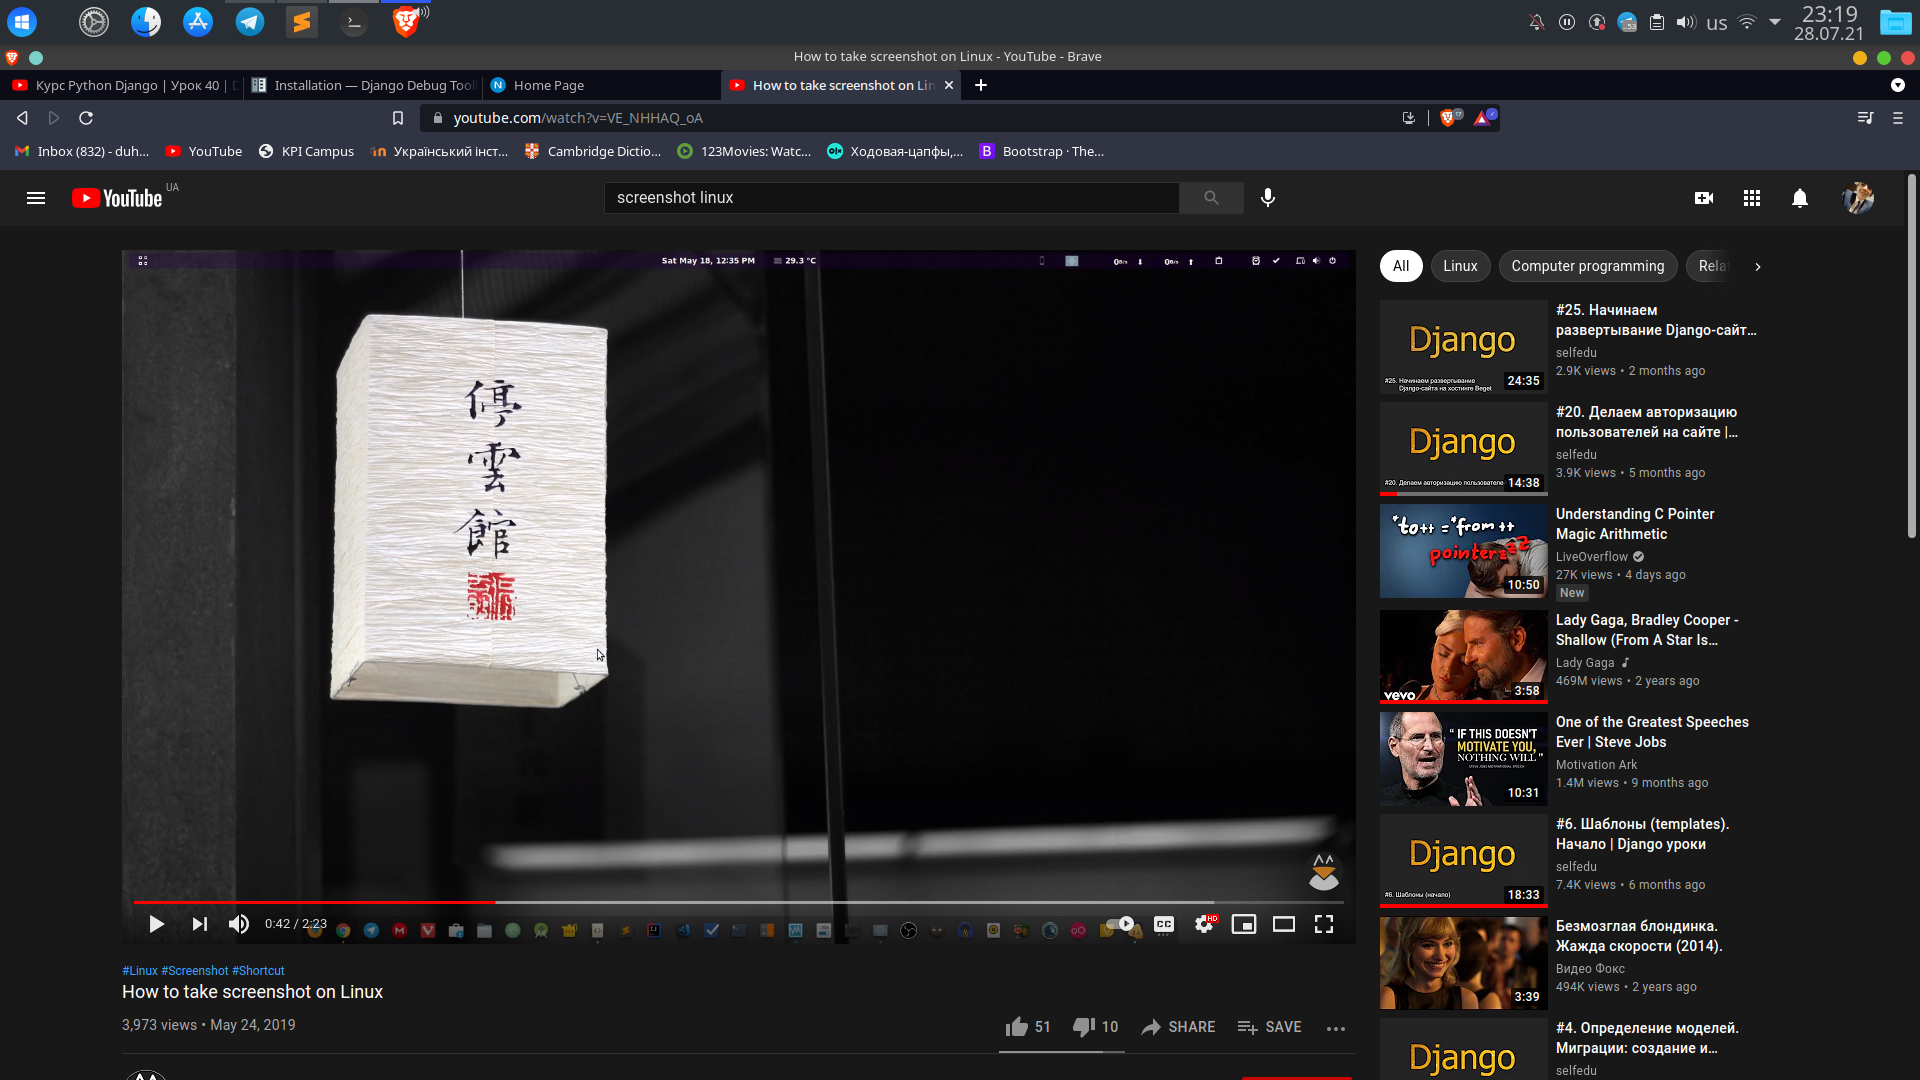 us
23:19
28.07.21
How to take screenshot on Linux - YouTube - Brave
Курс Python Django | Урок 40 |
Installation — Django Debug Tool
Home Page
How to take screenshot on Lin
youtube.com/watch?v=VE_NHHAQ_oA
Inbox (832) - duh...
YouTube
KPI Campus
Український інст...
Cambridge Dictio...
123Movies: Watc...
Ходовая-цапфы,...
B
Bootstrap · The...
YouTube UA
screenshot linux
Sat May 18, 12:35 PM
29.3 °C
停
雲
館
0:42 / 2:23
CC
HD
#Linux #Screenshot #Shortcut
How to take screenshot on Linux
3,973 views • May 24, 2019
51
10
SHARE
SAVE
All
Linux
Computer programming
Rela
Django
#25. Начинаем развертывание
Django-сайта на хостинге Beget
24:35
#25. Начинаем
развертывание Django-сайт...
selfedu
2.9K views • 2 months ago
Django
#20. Делаем авторизацию пользователе
14:38
#20. Делаем авторизацию
пользователей на сайте |...
selfedu
3.9K views • 5 months ago
*to++ = *from ++
pointerzzz
10:50
Understanding C Pointer
Magic Arithmetic
LiveOverflow
27K views • 4 days ago
New
vevo
3:58
Lady Gaga, Bradley Cooper -
Shallow (From A Star Is...
Lady Gaga
469M views • 2 years ago
“ IF THIS DOESN'T
MOTIVATE YOU,
NOTHING WILL ”
10:31
One of the Greatest Speeches
Ever | Steve Jobs
Motivation Ark
1.4M views • 9 months ago
Django
#6. Шаблоны (начало)
18:33
#6. Шаблоны (templates).
Начало | Django уроки
selfedu
7.4K views • 6 months ago
3:39
Безмозглая блондинка.
Жажда скорости (2014).
Видео Фокс
494K views • 2 years ago
Django
#4. Определение моделей.
Миграции: создание и...
selfedu